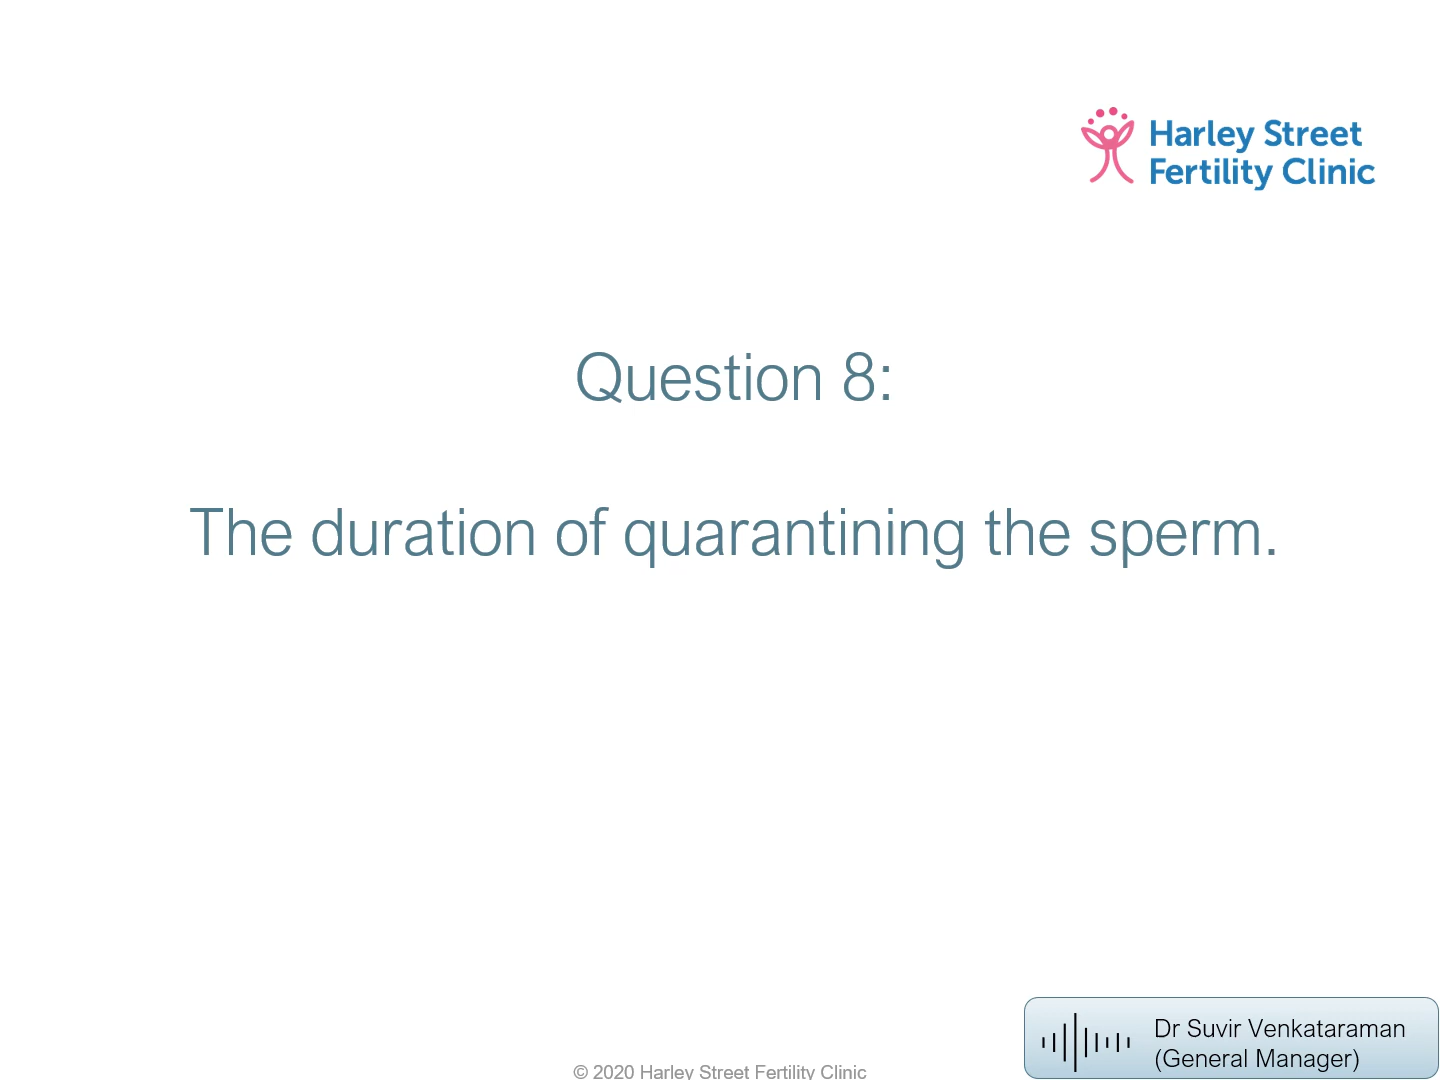 Harley Street
Fertility Clinic
Question 8:
The duration of quarantining the sperm.
Dr Suvir Venkataraman
(General Manager)
© 2020 Harley Street Fertility Clinic